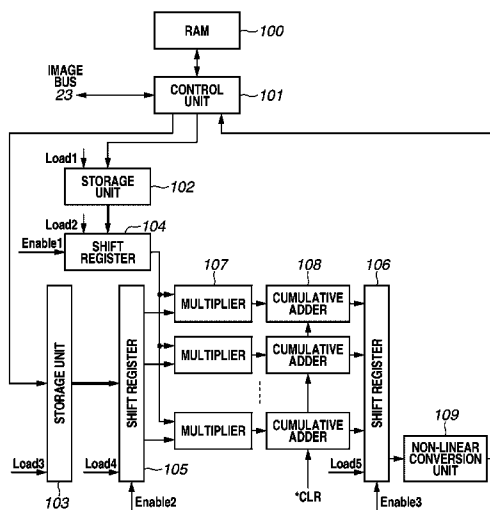 RAM
100
IMAGE
BUS
23
CONTROL
UNIT
101
Load1
STORAGE
UNIT
102
Load2
104
Enable1
SHIFT
REGISTER
107
108
106
MULTIPLIER
CUMULATIVE
ADDER
MULTIPLIER
CUMULATIVE
ADDER
MULTIPLIER
CUMULATIVE
ADDER
STORAGE UNIT
SHIFT REGISTER
SHIFT REGISTER
109
NON-LINEAR
CONVERSION
UNIT
Load3
Load4
Load5
103
105
Enable2
*CLR
Enable3